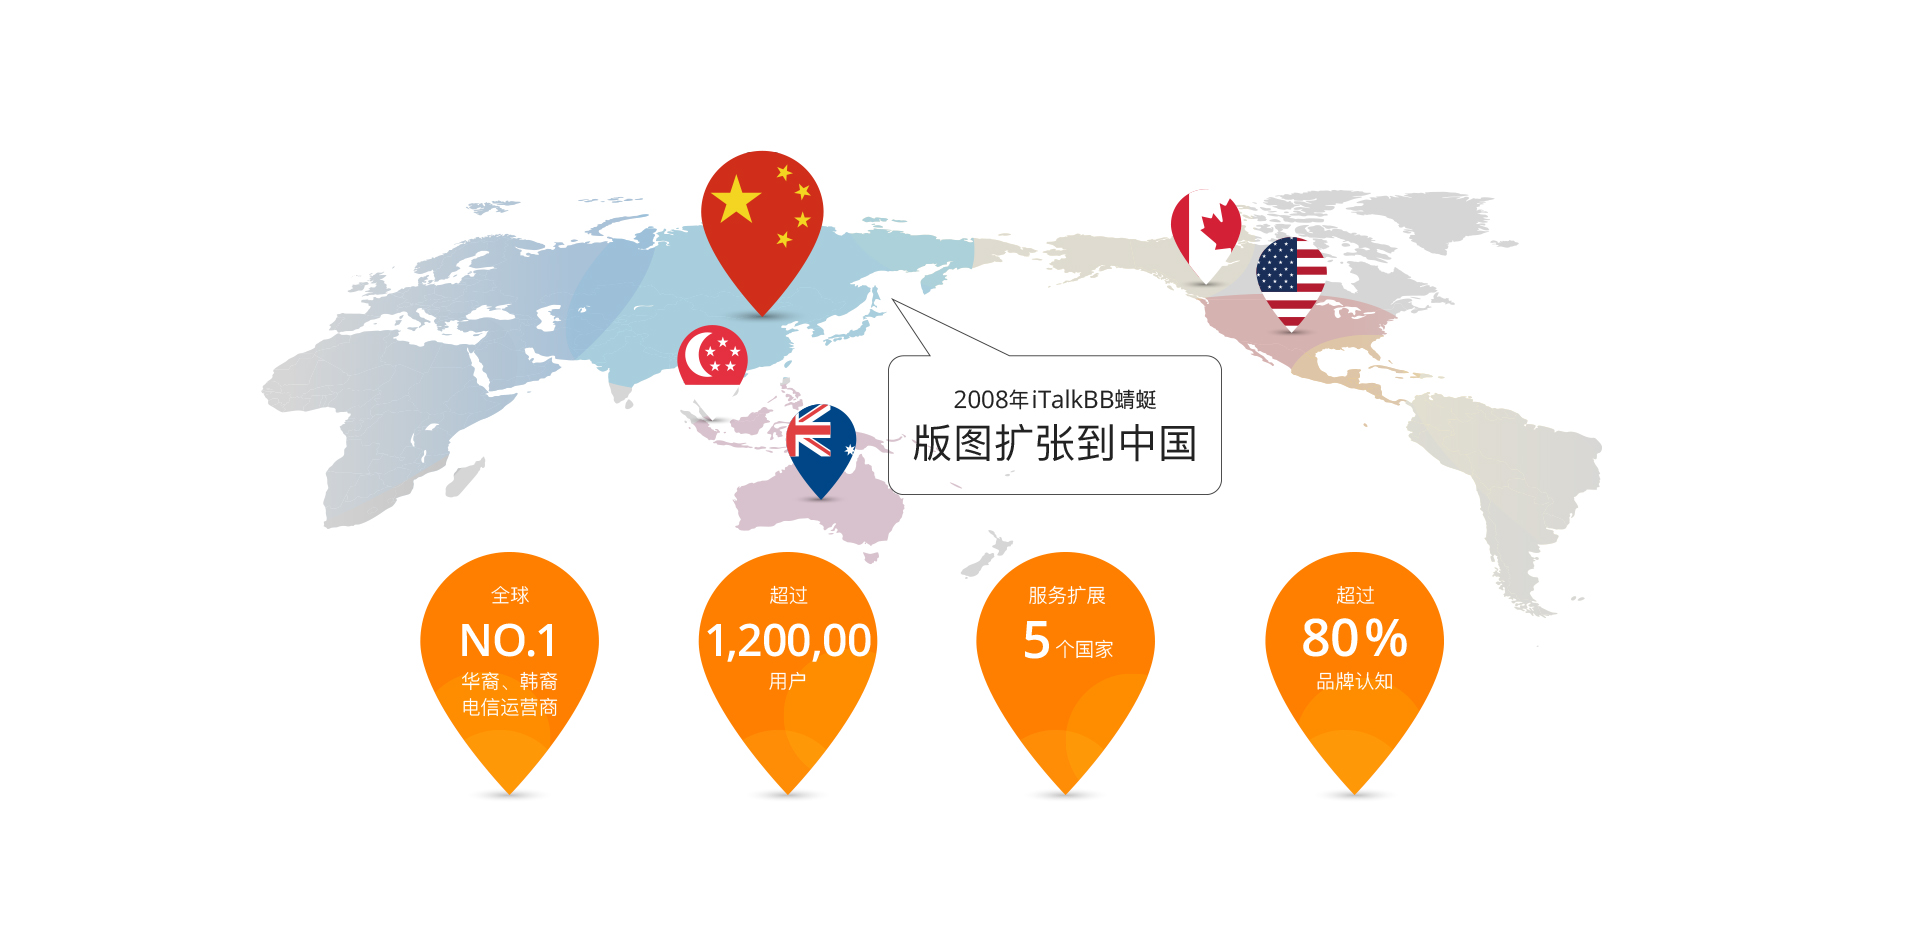 2008年iTalkBB蜻蜓
版图扩张到中国
全球
NO.1
华裔、韩裔
电信运营商
超过
1,200,00
用户
服务扩展
5个国家
超过
80%
品牌认知